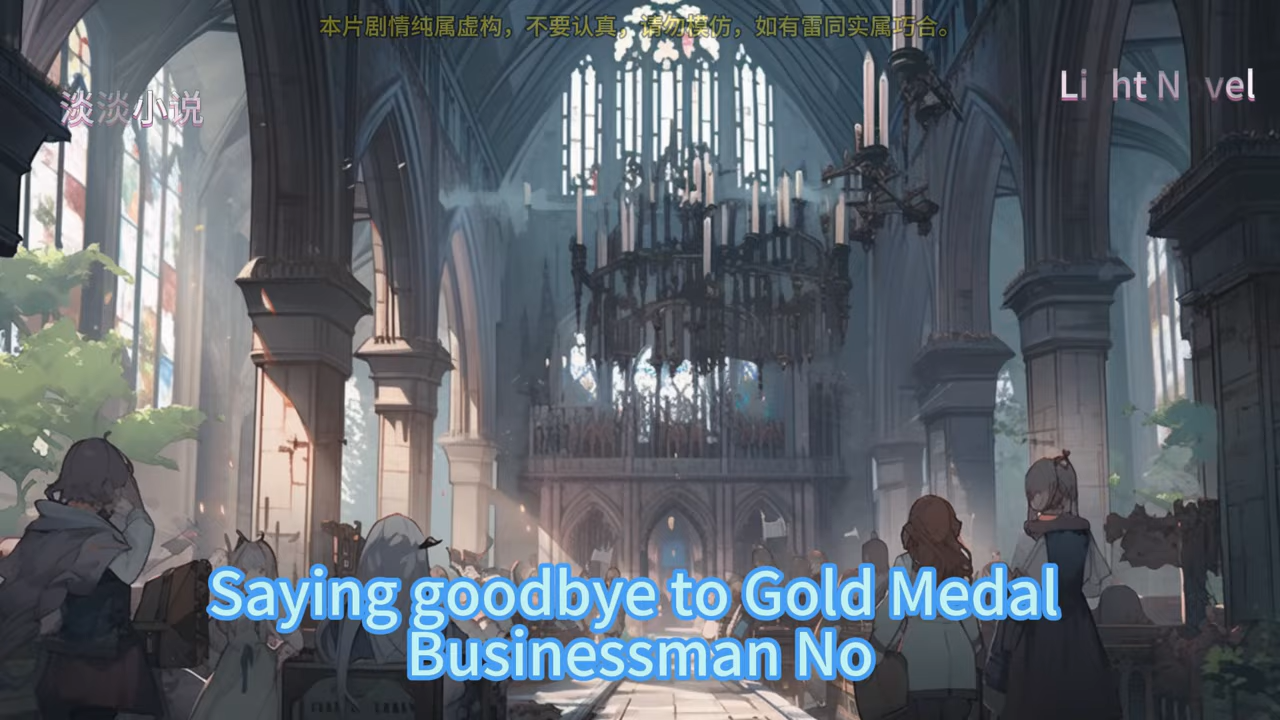 本片剧情纯属虚构，不要认真，请勿模仿，如有雷同实属巧合。
淡淡小说
Li ht N vel
Saying goodbye to Gold Medal
Businessman No